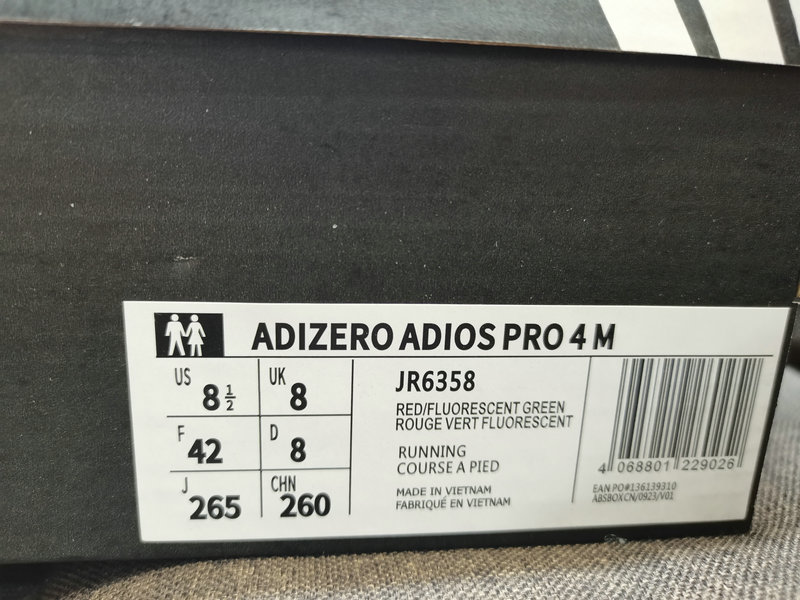 ADIZERO ADIOS PRO 4 M
US 8 1/2
UK 8
F 42
D 8
J 265
CHN 260
JR6358
RED/FLUORESCENT GREEN
ROUGE VERT FLUORESCENT
RUNNING
COURSE A PIED
MADE IN VIETNAM
FABRIQUÉ EN VIETNAM
4 068801 229026
EAN PO#136139310
ABSBOXCN/0923/V01